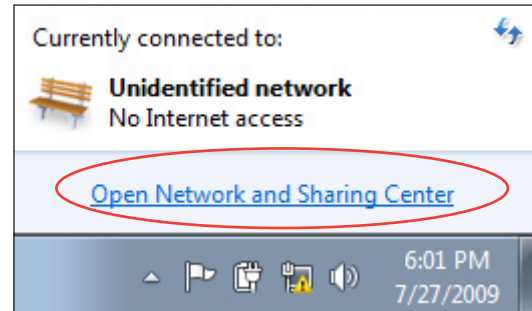 Currently connected to:
Unidentified network
No Internet access
Open Network and Sharing Center
6:01 PM
7/27/2009